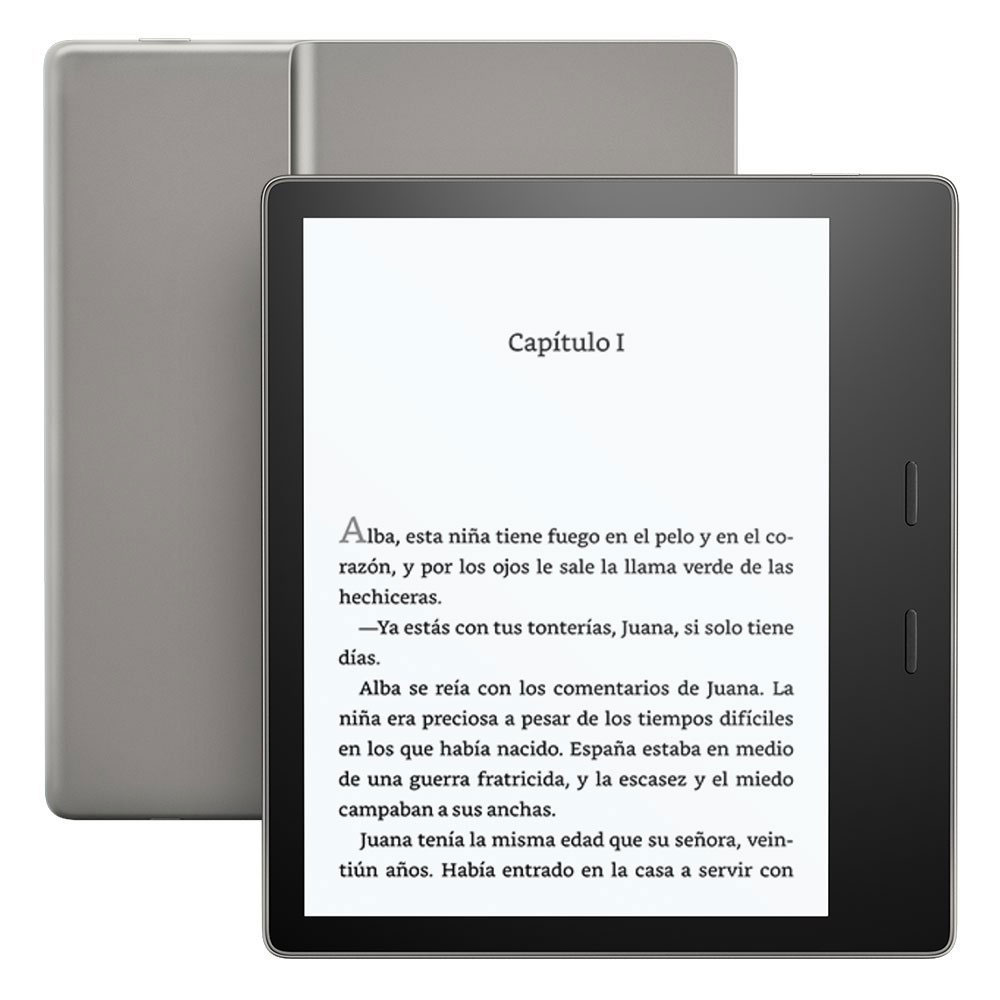 Capítulo I
Alba, esta niña tiene fuego en el pelo y en el co-
razón, y por los ojos le sale la llama verde de las
hechiceras.
—Ya estás con tus tonterías, Juana, si solo tiene
días.
Alba se reía con los comentarios de Juana. La
niña era preciosa a pesar de los tiempos difíciles
en los que había nacido. España estaba en medio
de una guerra fratricida, y la escasez y el miedo
campaban a sus anchas.
Juana tenía la misma edad que su señora, vein-
tiún años. Había entrado en la casa a servir con